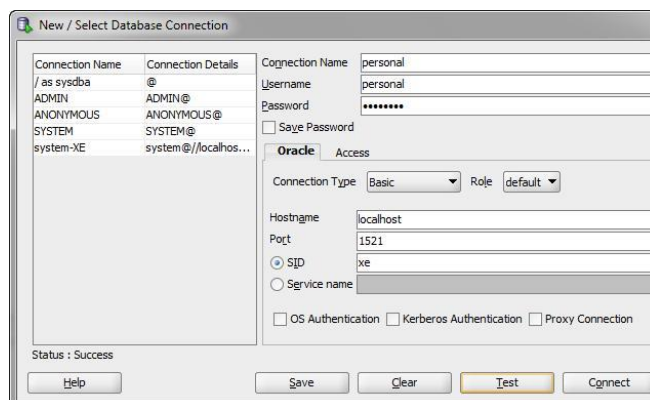 New / Select Database Connection
Connection Name Connection Details
/ as sysdba @
ADMIN ADMIN@
ANONYMOUS ANONYMOUS@
SYSTEM SYSTEM@
system-XE system@//localhos...
Connection Name personal
Username personal
Password ••••••••
Save Password
Oracle Access
Connection Type Basic Role default
Hostname localhost
Port 1521
SID xe
Service name
OS Authentication Kerberos Authentication Proxy Connection
Status : Success
Help Save Clear Test Connect